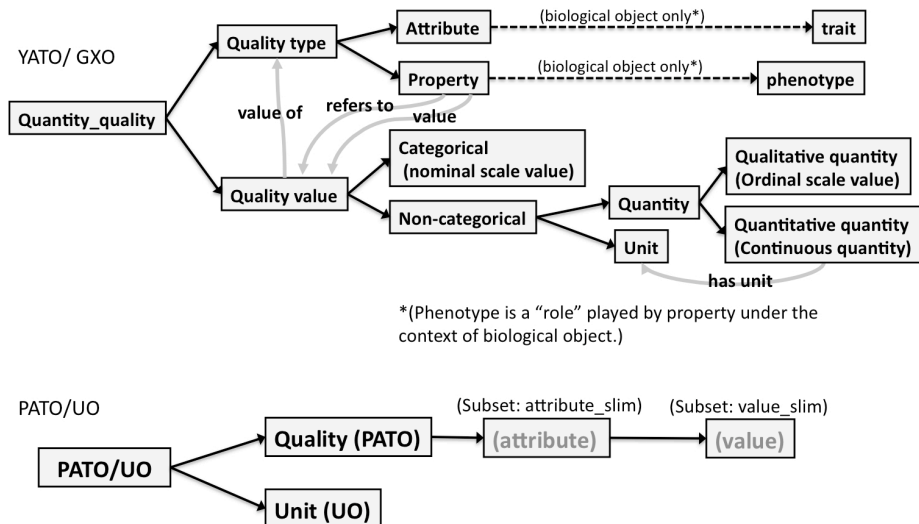 YATO/ GXO
Quantity_quality
Quality type
Attribute
(biological object only*)
trait
Property
(biological object only*)
phenotype
value of
refers to
value
Quality value
Categorical
(nominal scale value)
Non-categorical
Quantity
Unit
Qualitative quantity
(Ordinal scale value)
Quantitative quantity
(Continuous quantity)
has unit
*(Phenotype is a “role” played by property under the
context of biological object.)
PATO/UO
PATO/UO
Quality (PATO)
(Subset: attribute_slim)
(attribute)
(Subset: value_slim)
(value)
Unit (UO)